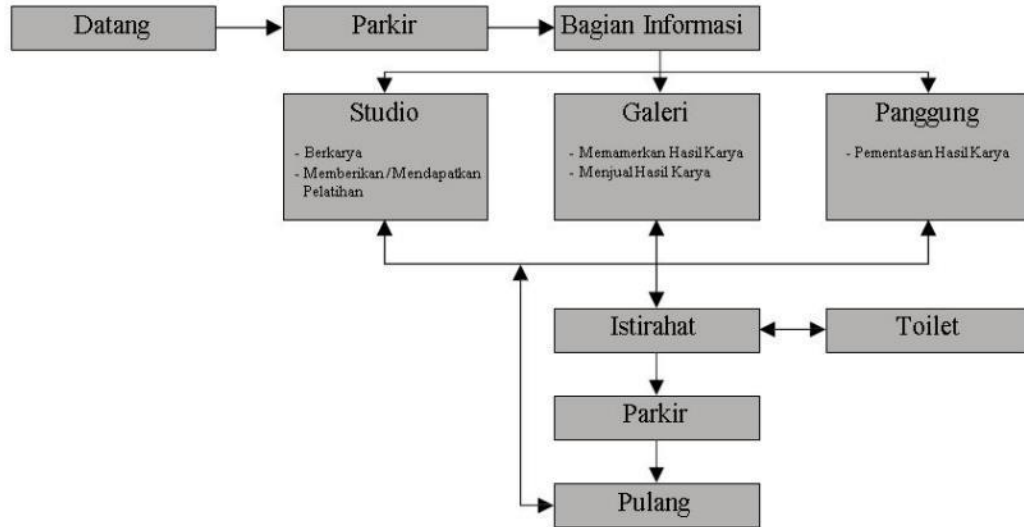 Datang
Parkir
Bagian Informasi
Studio
- Berkarya
- Memberikan / Mendapatkan
Pelatihan
Galeri
- Memamerkan Hasil Karya
- Menjual Hasil Karya
Panggung
- Pementasan Hasil Karya
Istirahat
Toilet
Parkir
Pulang